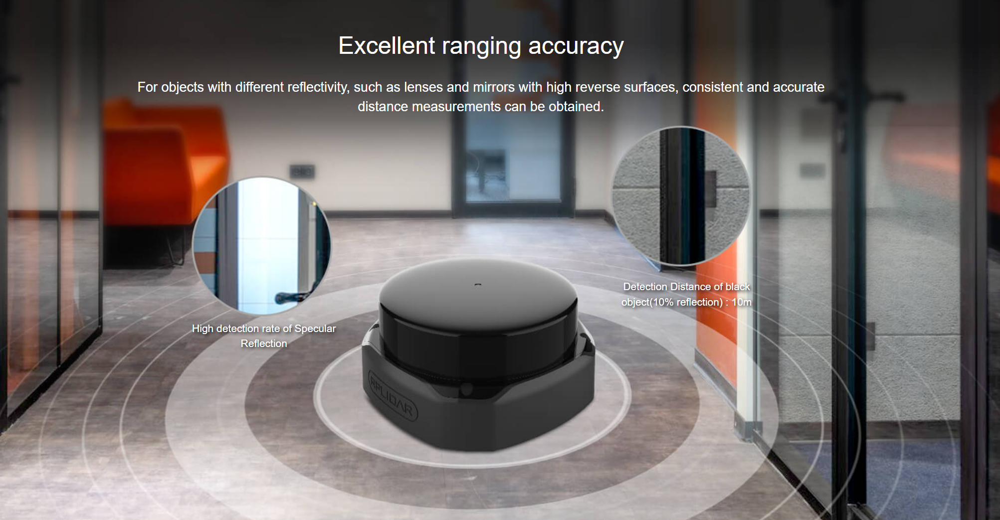 Excellent ranging accuracy
For objects with different reflectivity, such as lenses and mirrors with high reverse surfaces, consistent and accurate
distance measurements can be obtained.
Detection Distance of black
object(10% reflection) : 10m
High detection rate of Specular
Reflection
RPLIDAR